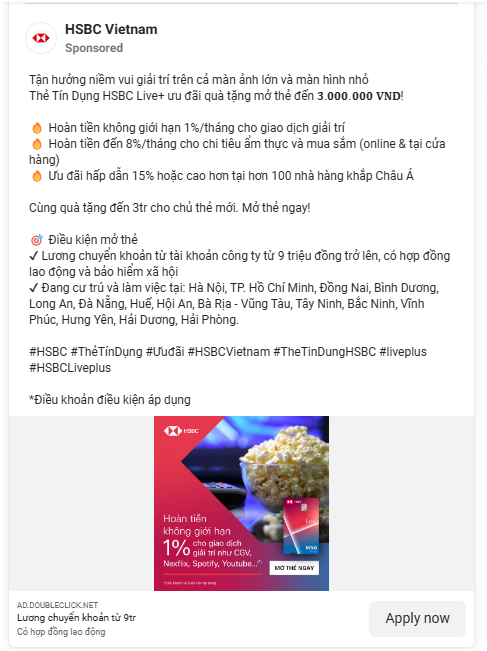 HSBC Vietnam
Sponsored
Tận hưởng niềm vui giải trí trên cả màn ảnh lớn và màn hình nhỏ
Thẻ Tín Dụng HSBC Live+ ưu đãi quà tặng mở thẻ đến 𝟑.𝟎𝟎𝟎.𝟎𝟎𝟎 𝐕𝐍𝐃!
🔥 Hoàn tiền không giới hạn 1%/tháng cho giao dịch giải trí
🔥 Hoàn tiền đến 8%/tháng cho chi tiêu ẩm thực và mua sắm (online & tại cửa
hàng)
🔥 Ưu đãi hấp dẫn 15% hoặc cao hơn tại hơn 100 nhà hàng khắp Châu Á
Cùng quà tặng đến 3tr cho chủ thẻ mới. Mở thẻ ngay!
🎯 Điều kiện mở thẻ
✔ Lương chuyển khoản từ tài khoản công ty từ 9 triệu đồng trở lên, có hợp đồng
lao động và bảo hiểm xã hội
✔ Đang cư trú và làm việc tại: Hà Nội, TP. Hồ Chí Minh, Đồng Nai, Bình Dương,
Long An, Đà Nẵng, Huế, Hội An, Bà Rịa - Vũng Tàu, Tây Ninh, Bắc Ninh, Vĩnh
Phúc, Hưng Yên, Hải Dương, Hải Phòng.
#HSBC #ThẻTínDụng #Ưuđãi #HSBCVietnam #TheTinDungHSBC #liveplus
#HSBCLiveplus
*Điều khoản điều kiện áp dụng
HSBC
Hoàn tiền
không giới hạn
1% cho giao dịch
giải trí như CGV,
Nexflix, Spotify, Youtube...*
VISA
MỞ THẺ NGAY
AD.DOUBLECLICK.NET
Lương chuyển khoản từ 9tr
Có hợp đồng lao động
Apply now